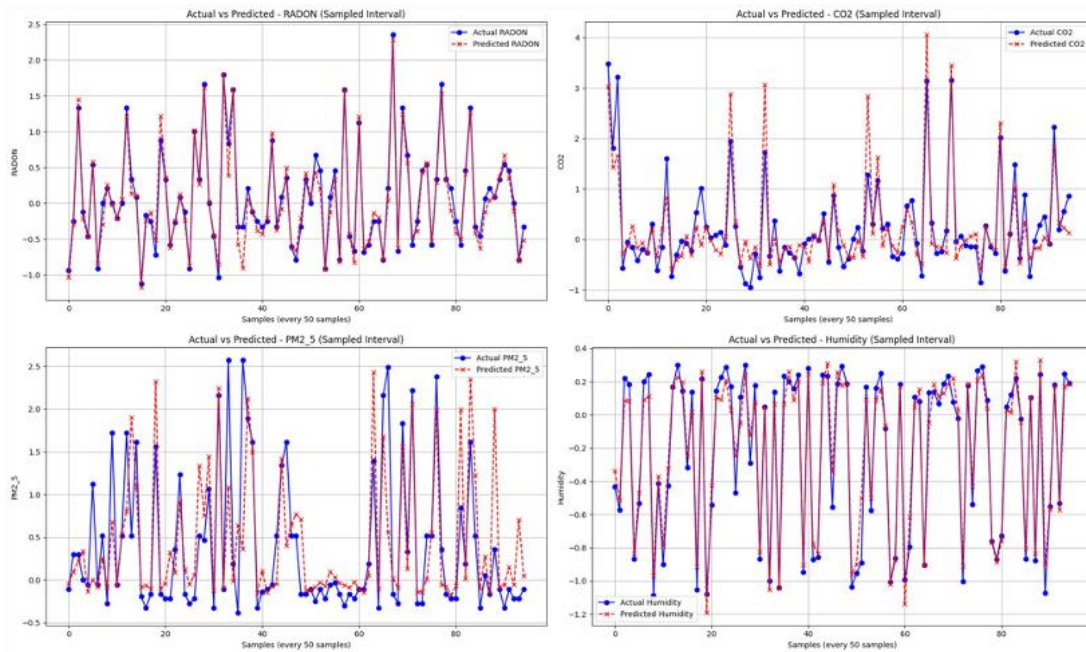 Actual vs Predicted - RADON (Sampled Interval)
Actual RADON
Predicted RADON
RADON
2.5
2.0
1.5
1.0
0.5
0.0
-0.5
-1.0
0 20 40 60 80
Samples (every 50 samples)
Actual vs Predicted - CO2 (Sampled Interval)
Actual CO2
Predicted CO2
CO2
4
3
2
1
0
-1
0 20 40 60 80
Samples (every 50 samples)
Actual vs Predicted - PM2_5 (Sampled Interval)
Actual PM2_5
Predicted PM2_5
PM2_5
2.5
2.0
1.5
1.0
0.5
0.0
-0.5
0 20 40 60 80
Samples (every 50 samples)
Actual vs Predicted - Humidity (Sampled Interval)
Actual Humidity
Predicted Humidity
Humidity
0.4
0.2
0.0
-0.2
-0.4
-0.6
-0.8
-1.0
-1.2
0 20 40 60 80
Samples (every 50 samples)